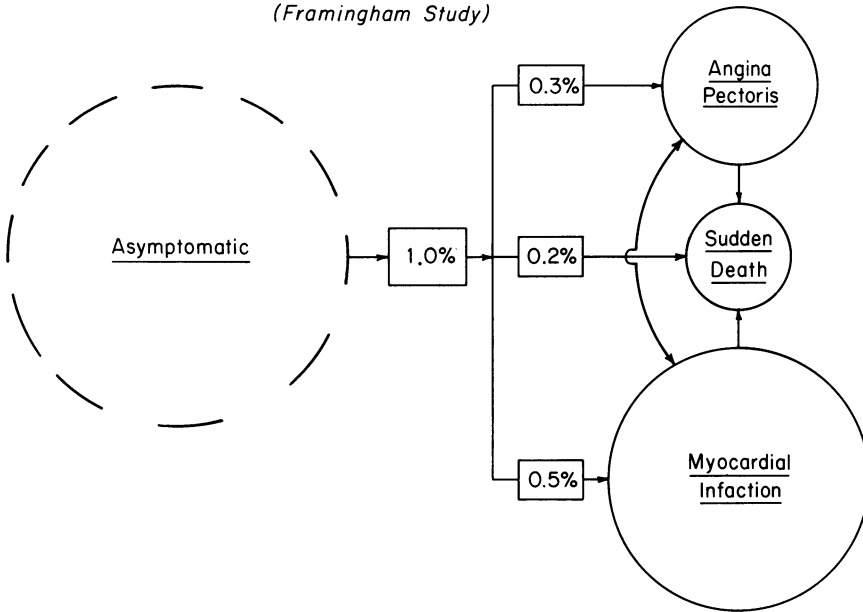 (Framingham Study)
Asymptomatic
1.0%
0.3%
0.2%
0.5%
Angina
Pectoris
Sudden
Death
Myocardial
Infaction